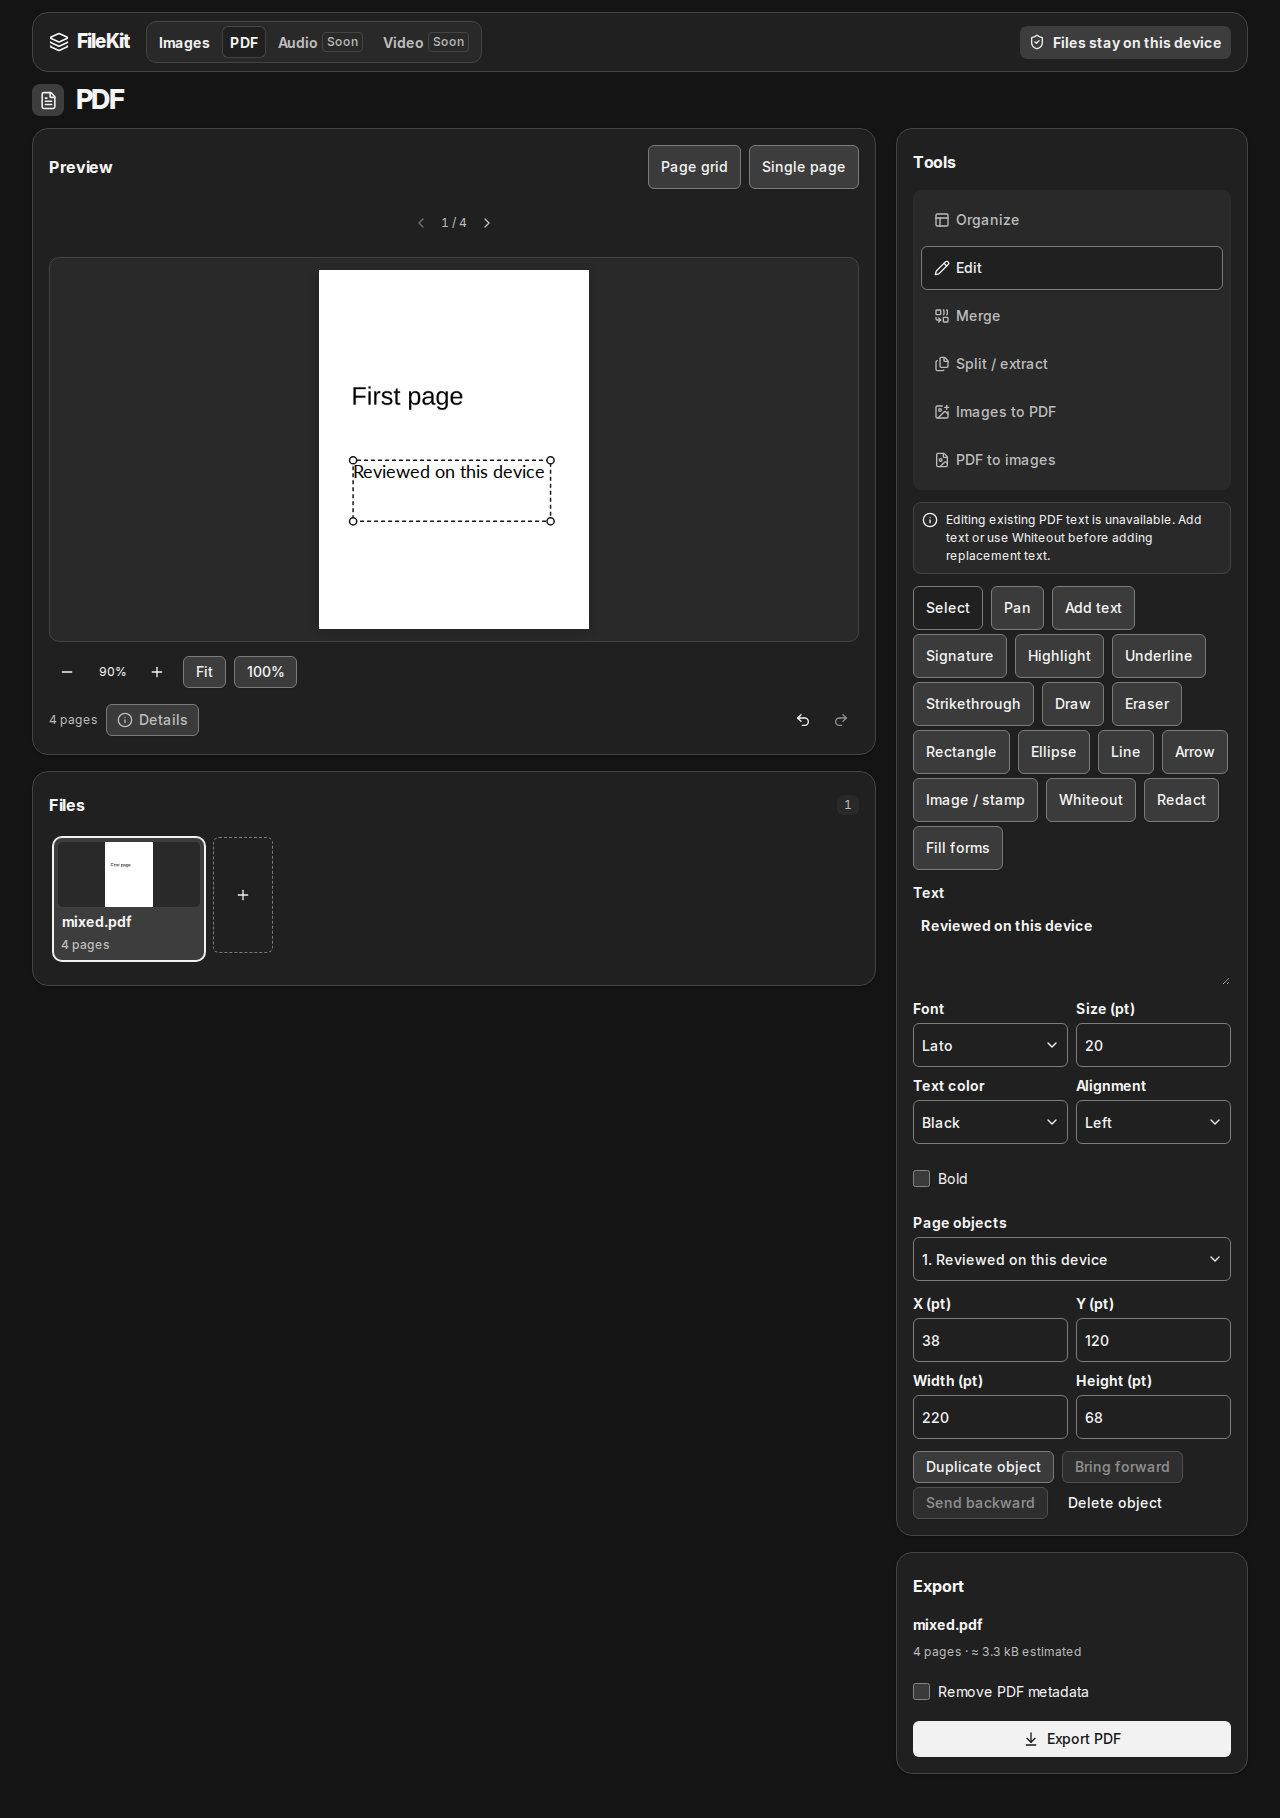 FileKit
Images
PDF
Audio Soon
Video Soon
Files stay on this device
PDF
Preview
Page grid
Single page
1 / 4
First page
Reviewed on this device
90%
Fit
100%
4 pages
Details
Files
1
First page
mixed.pdf
4 pages
Tools
Organize
Edit
Merge
Split / extract
Images to PDF
PDF to images
Editing existing PDF text is unavailable. Add
text or use Whiteout before adding
replacement text.
Select Pan Add text
Signature Highlight Underline
Strikethrough Draw Eraser
Rectangle Ellipse Line Arrow
Image / stamp Whiteout Redact
Fill forms
Text
Reviewed on this device
Font Size (pt)
Lato 20
Text color Alignment
Black Left
Bold
Page objects
1. Reviewed on this device
X (pt) Y (pt)
38 120
Width (pt) Height (pt)
220 68
Duplicate object Bring forward
Send backward Delete object
Export
mixed.pdf
4 pages · ≈ 3.3 kB estimated
Remove PDF metadata
Export PDF